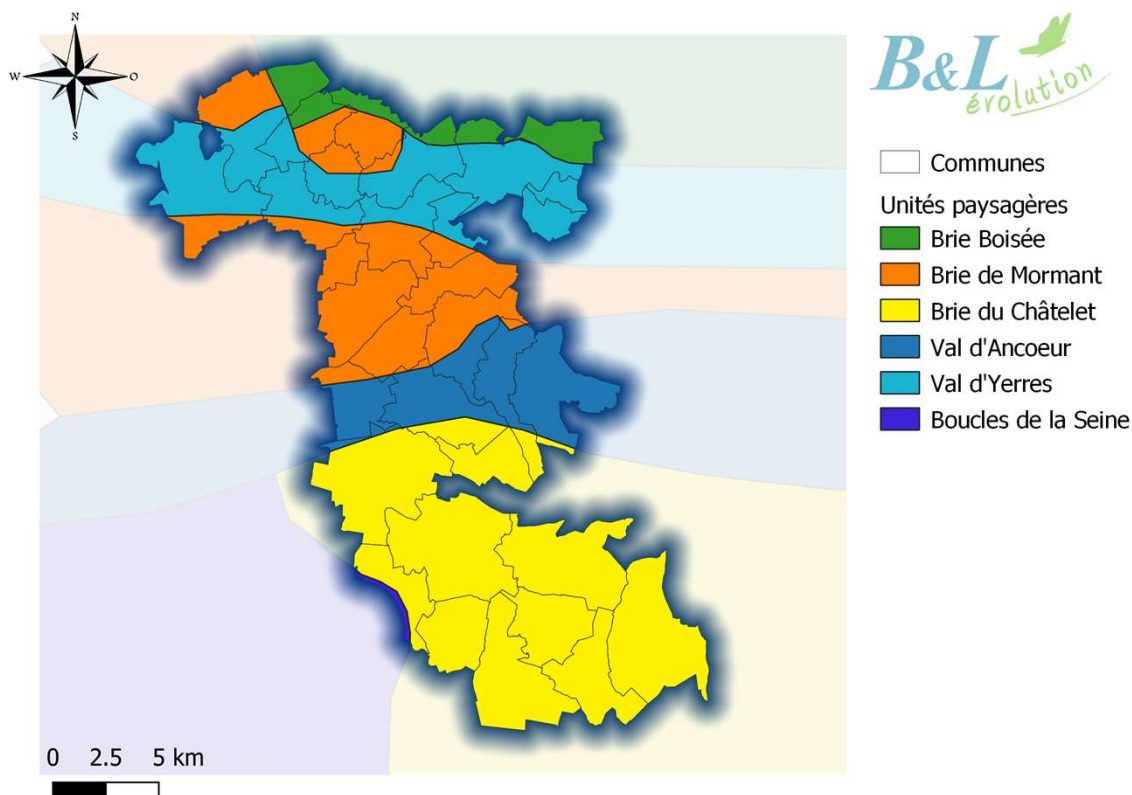 N
W
O
S
B&L
évolution
Communes
Unités paysagères
Brie Boisée
Brie de Mormant
Brie du Châtelet
Val d'Ancoeur
Val d'Yerres
Boucles de la Seine
0 2.5 5 km